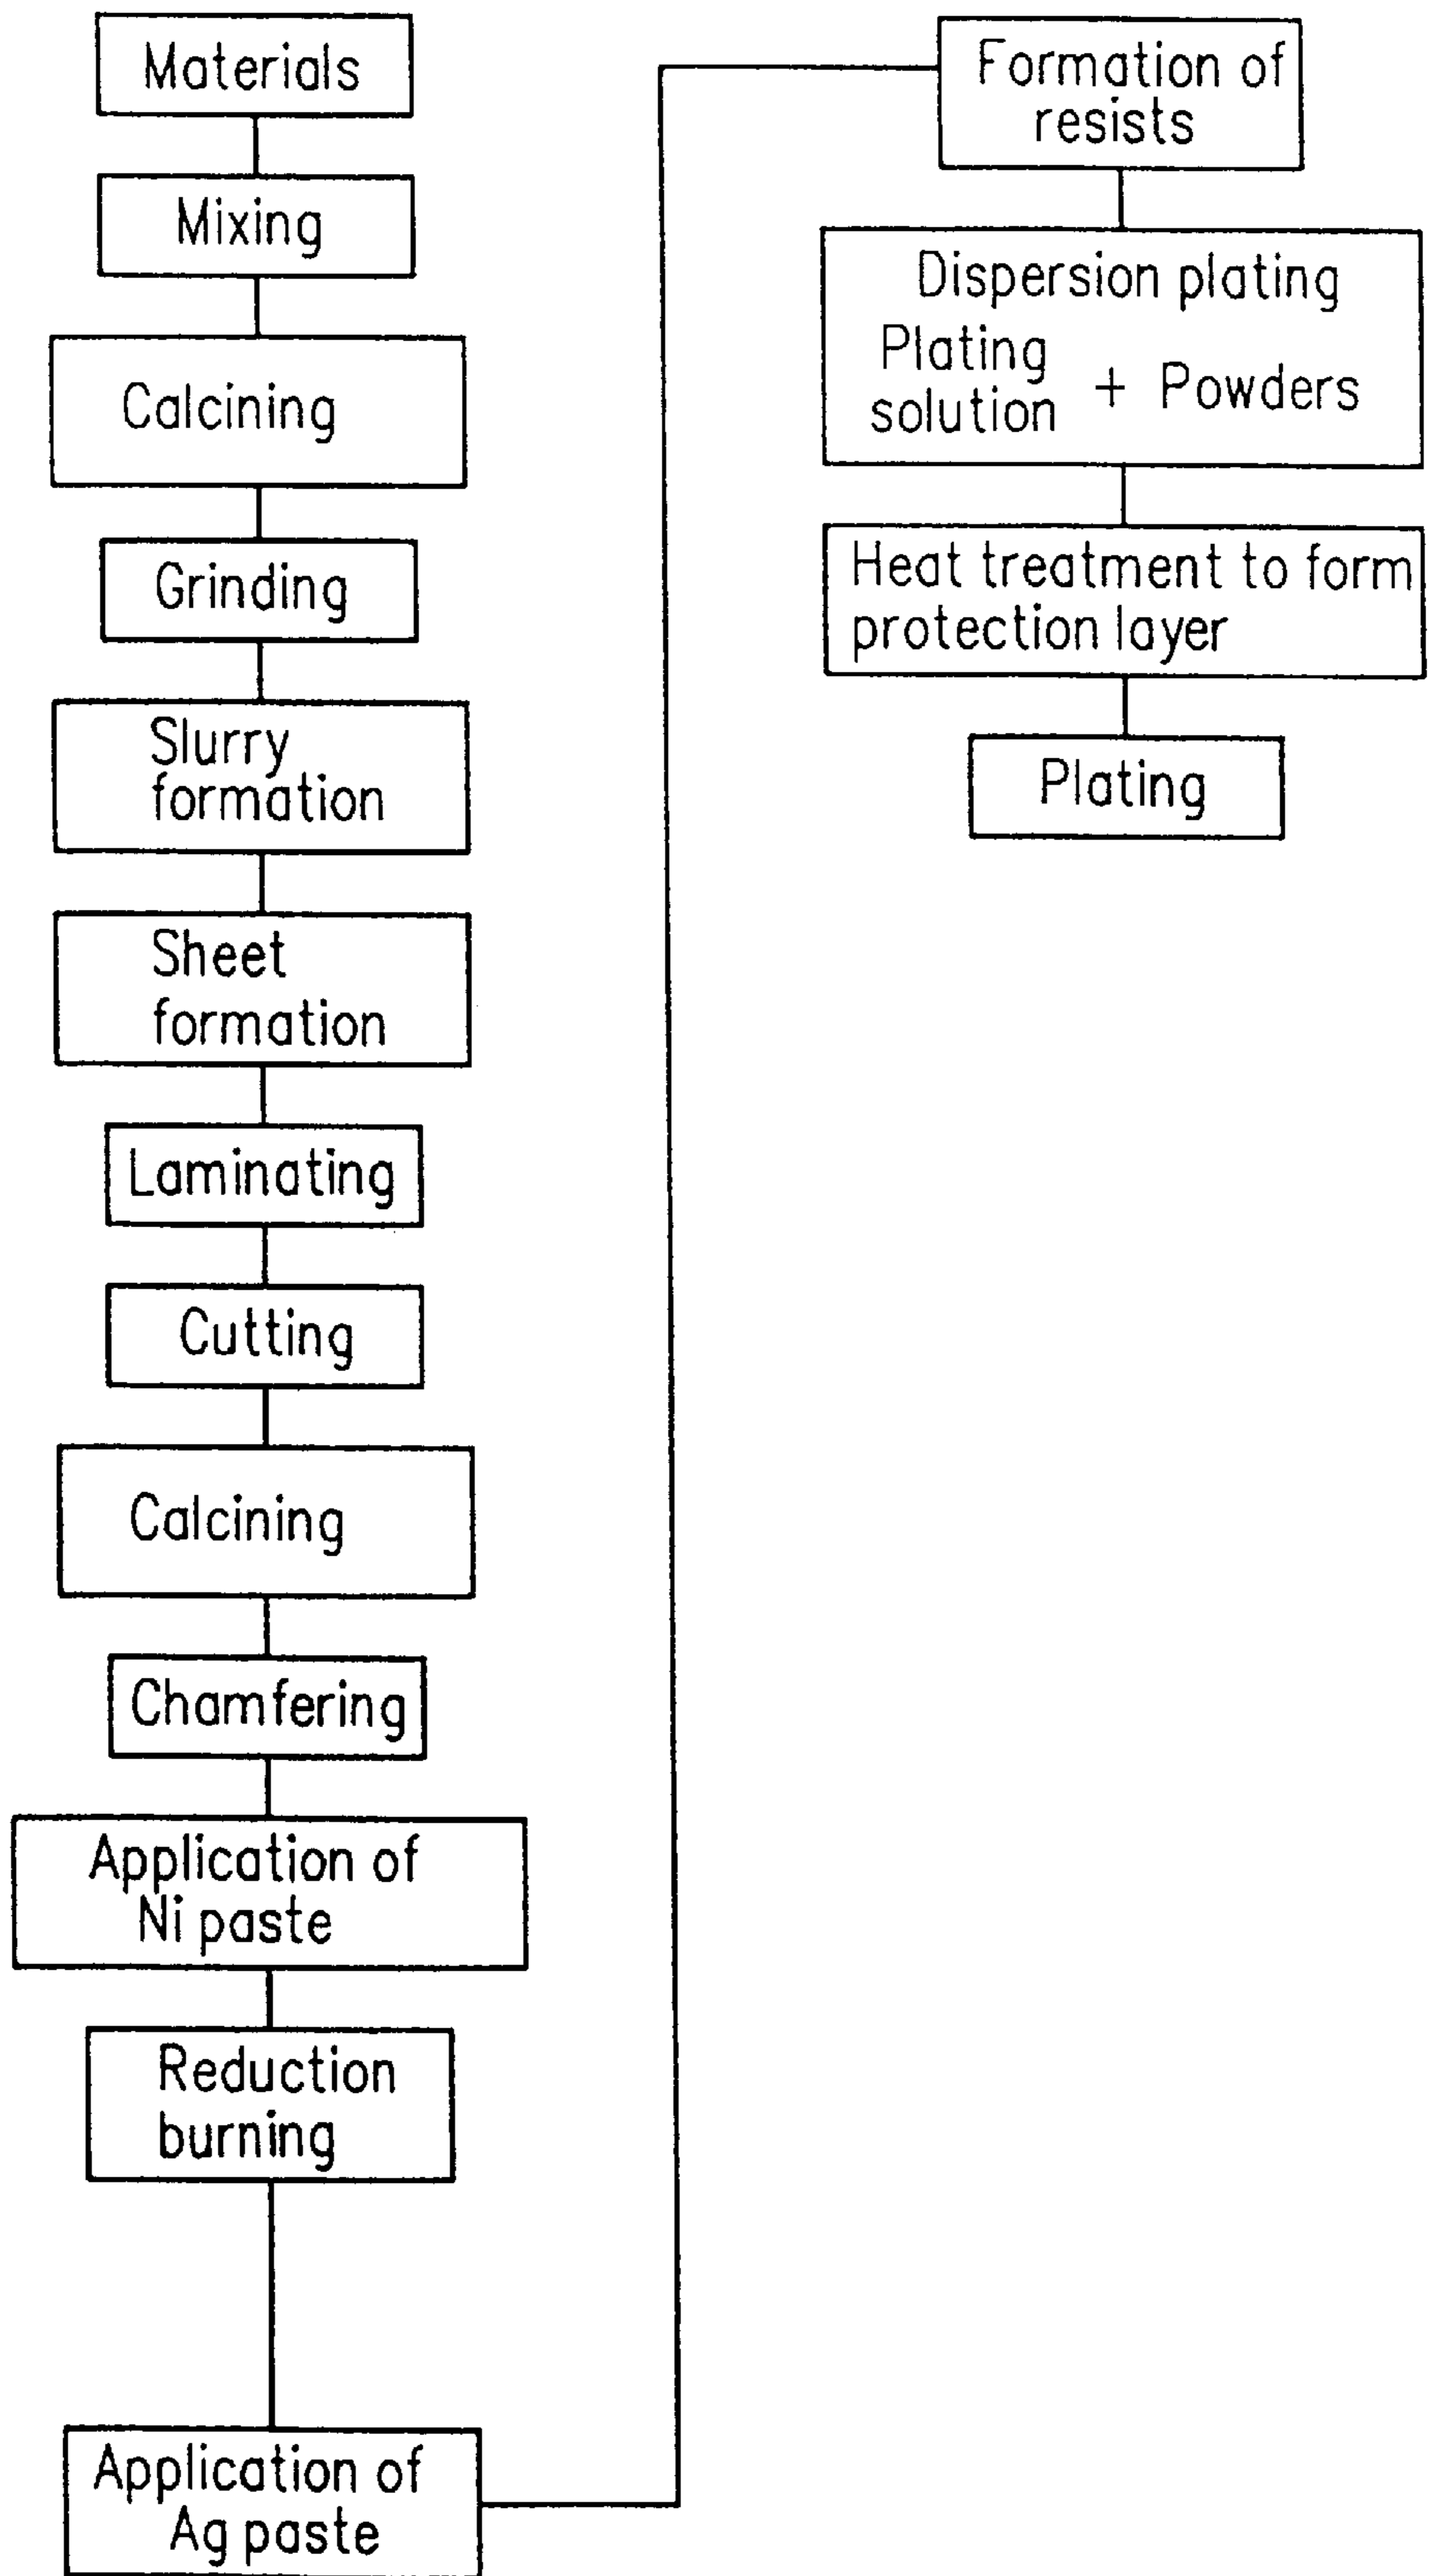 Materials
Mixing
Calcining
Grinding
Slurry
formation
Sheet
formation
Laminating
Cutting
Calcining
Chamfering
Application of
Ni paste
Reduction
burning
Application of
Ag paste
Formation of
resists
Dispersion plating
Plating
solution + Powders
Heat treatment to form
protection layer
Plating